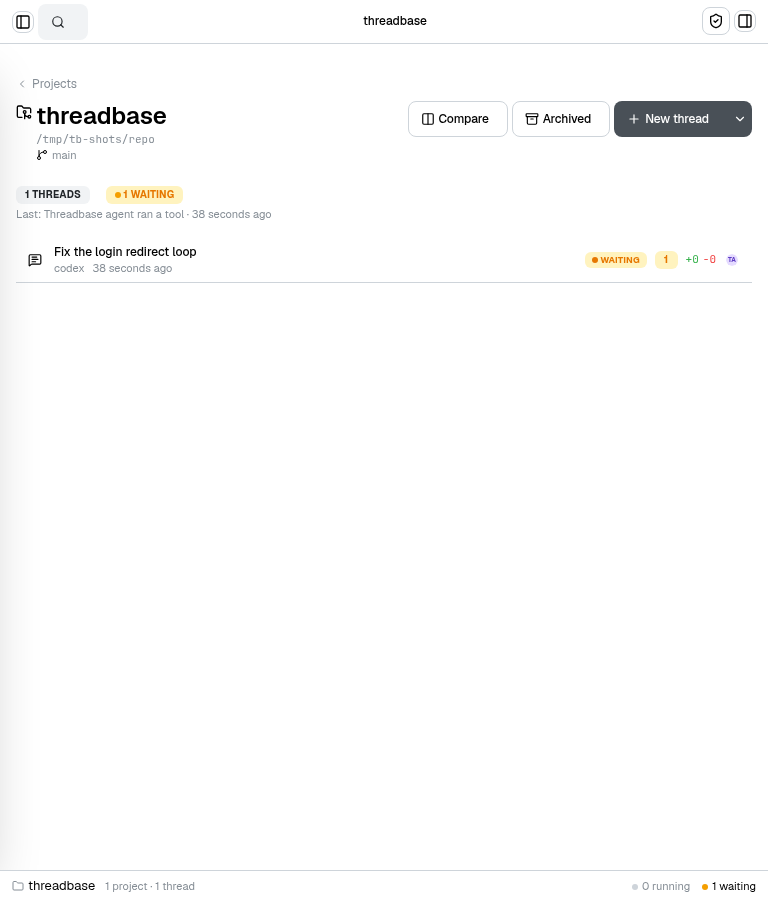 threadbase
Projects
threadbase
/tmp/tb-shots/repo
main
Compare
Archived
New thread
1 THREADS
1 WAITING
Last: Threadbase agent ran a tool · 38 seconds ago
Fix the login redirect loop
codex 38 seconds ago
WAITING
1
+0 -0
TA
threadbase
1 project · 1 thread
0 running
1 waiting